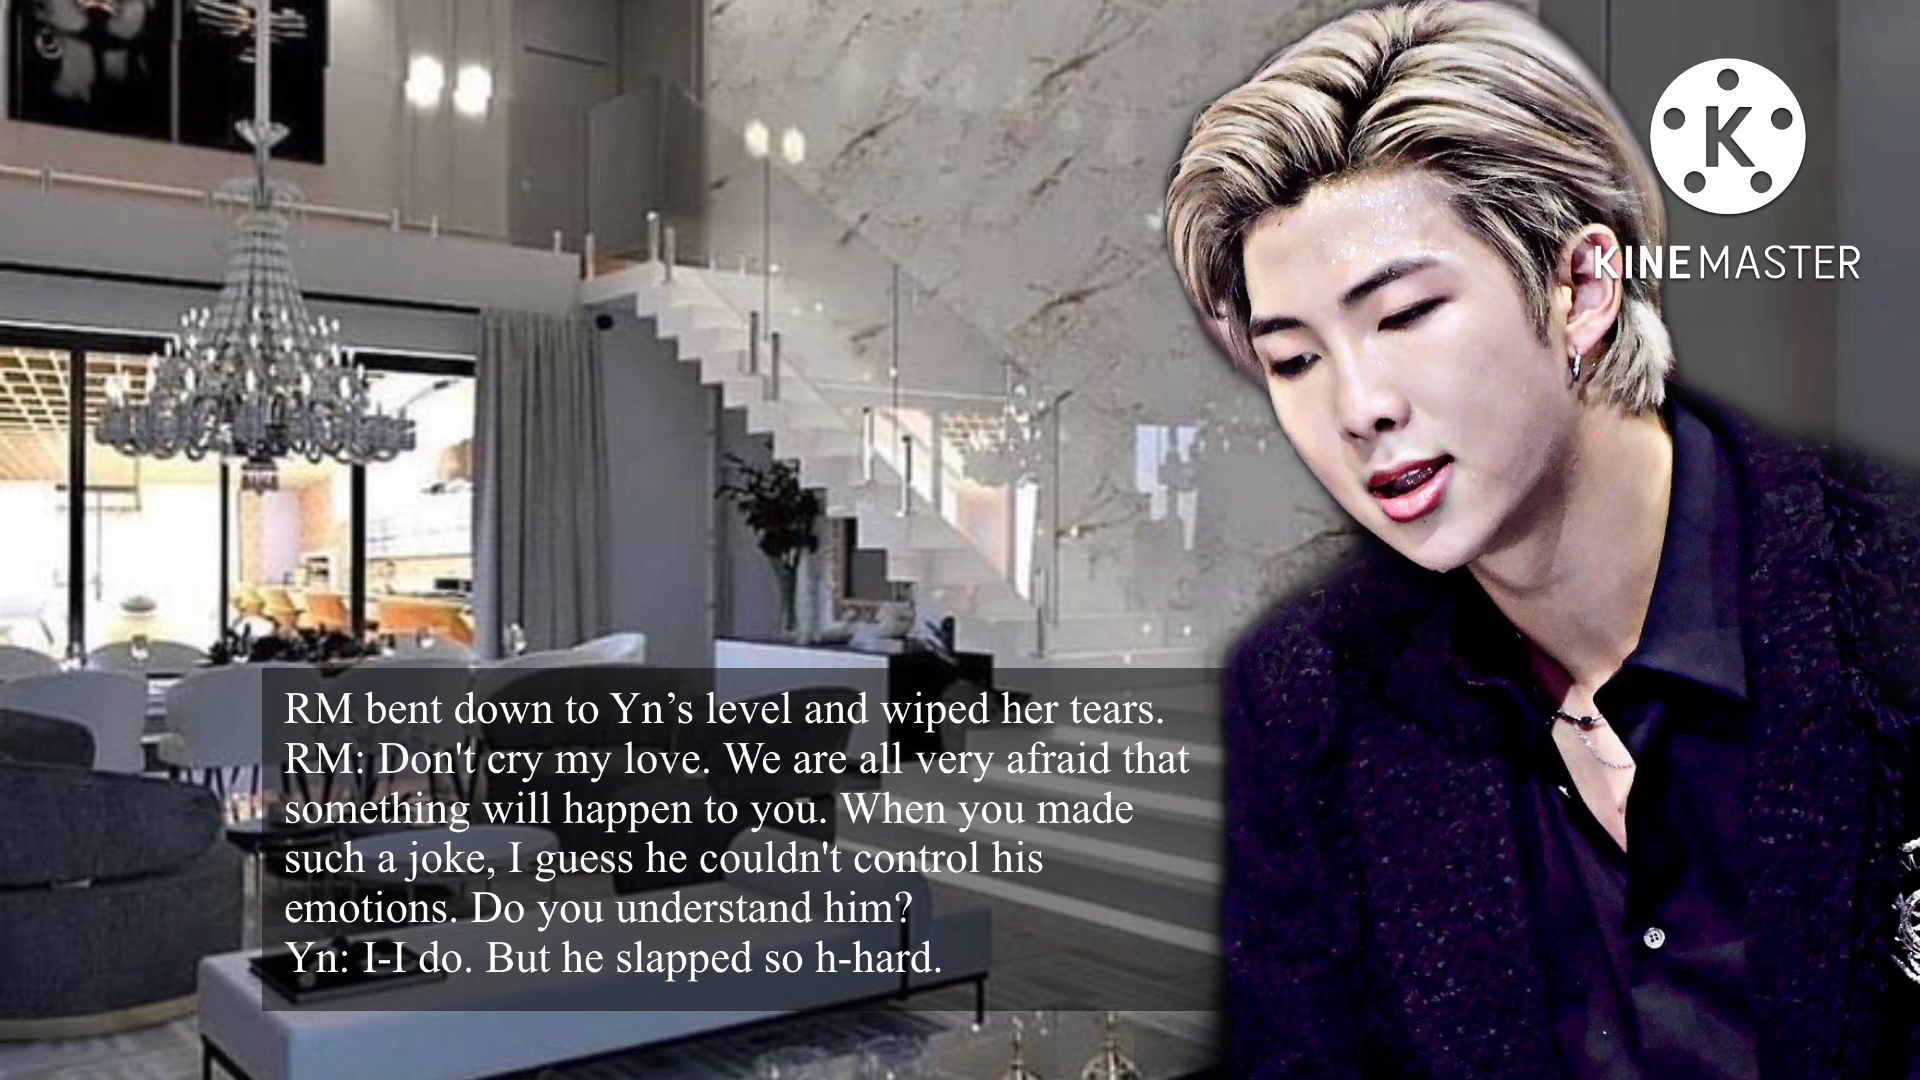 K
KINEMASTER
RM bent down to Yn’s level and wiped her tears.
RM: Don't cry my love. We are all very afraid that
something will happen to you. When you made
such a joke, I guess he couldn't control his
emotions. Do you understand him?
Yn: I-I do. But he slapped so h-hard.